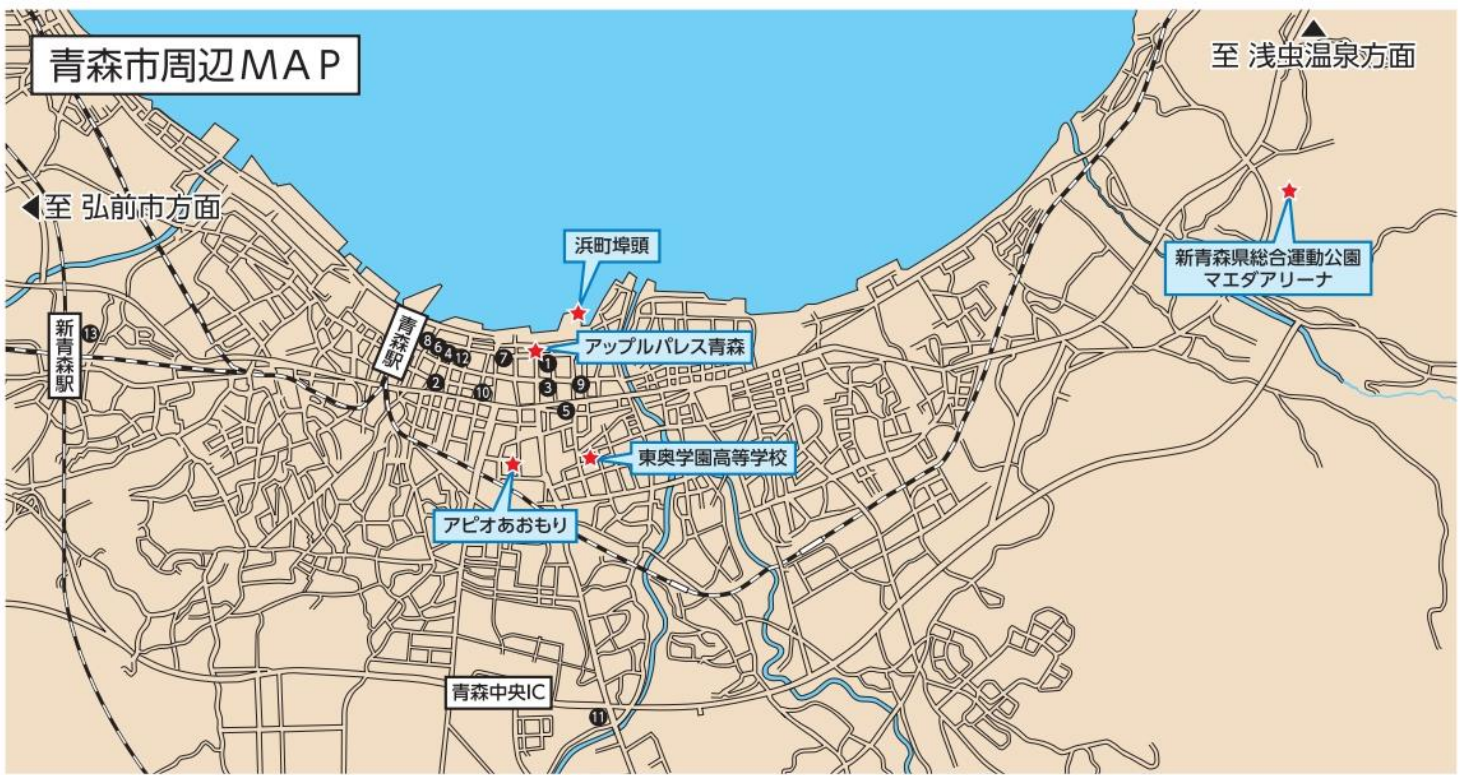 青森市周辺MAP
至 浅虫温泉方面
至 弘前市方面
浜町埠頭
新青森県総合運動公園
マエダアリーナ
新青森駅
13
青森駅
8
6
4
12
7
アップルパレス青森
1
2
10
3
9
5
東奥学園高等学校
アピオあおもり
青森中央IC
11